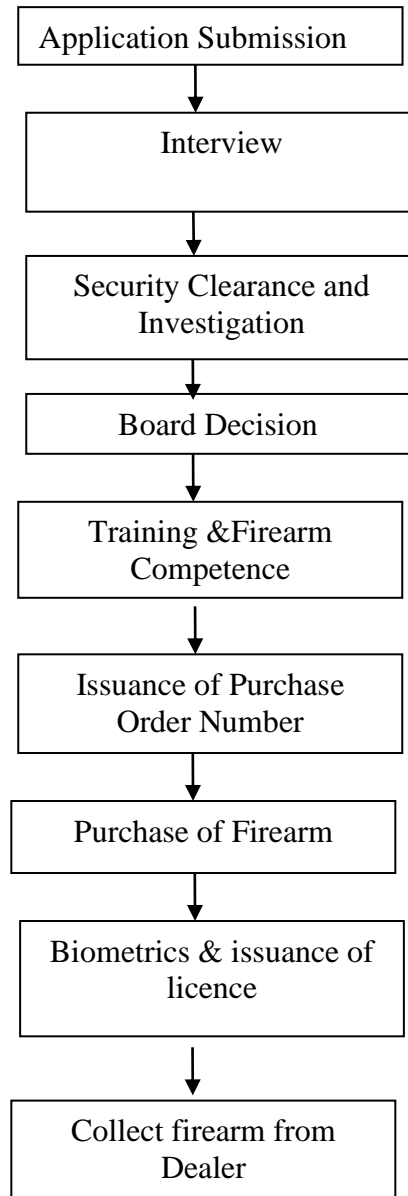 Application Submission
Interview
Security Clearance and
Investigation
Board Decision
Training &Firearm
Competence
Issuance of Purchase
Order Number
Purchase of Firearm
Biometrics & issuance of
licence
Collect firearm from
Dealer